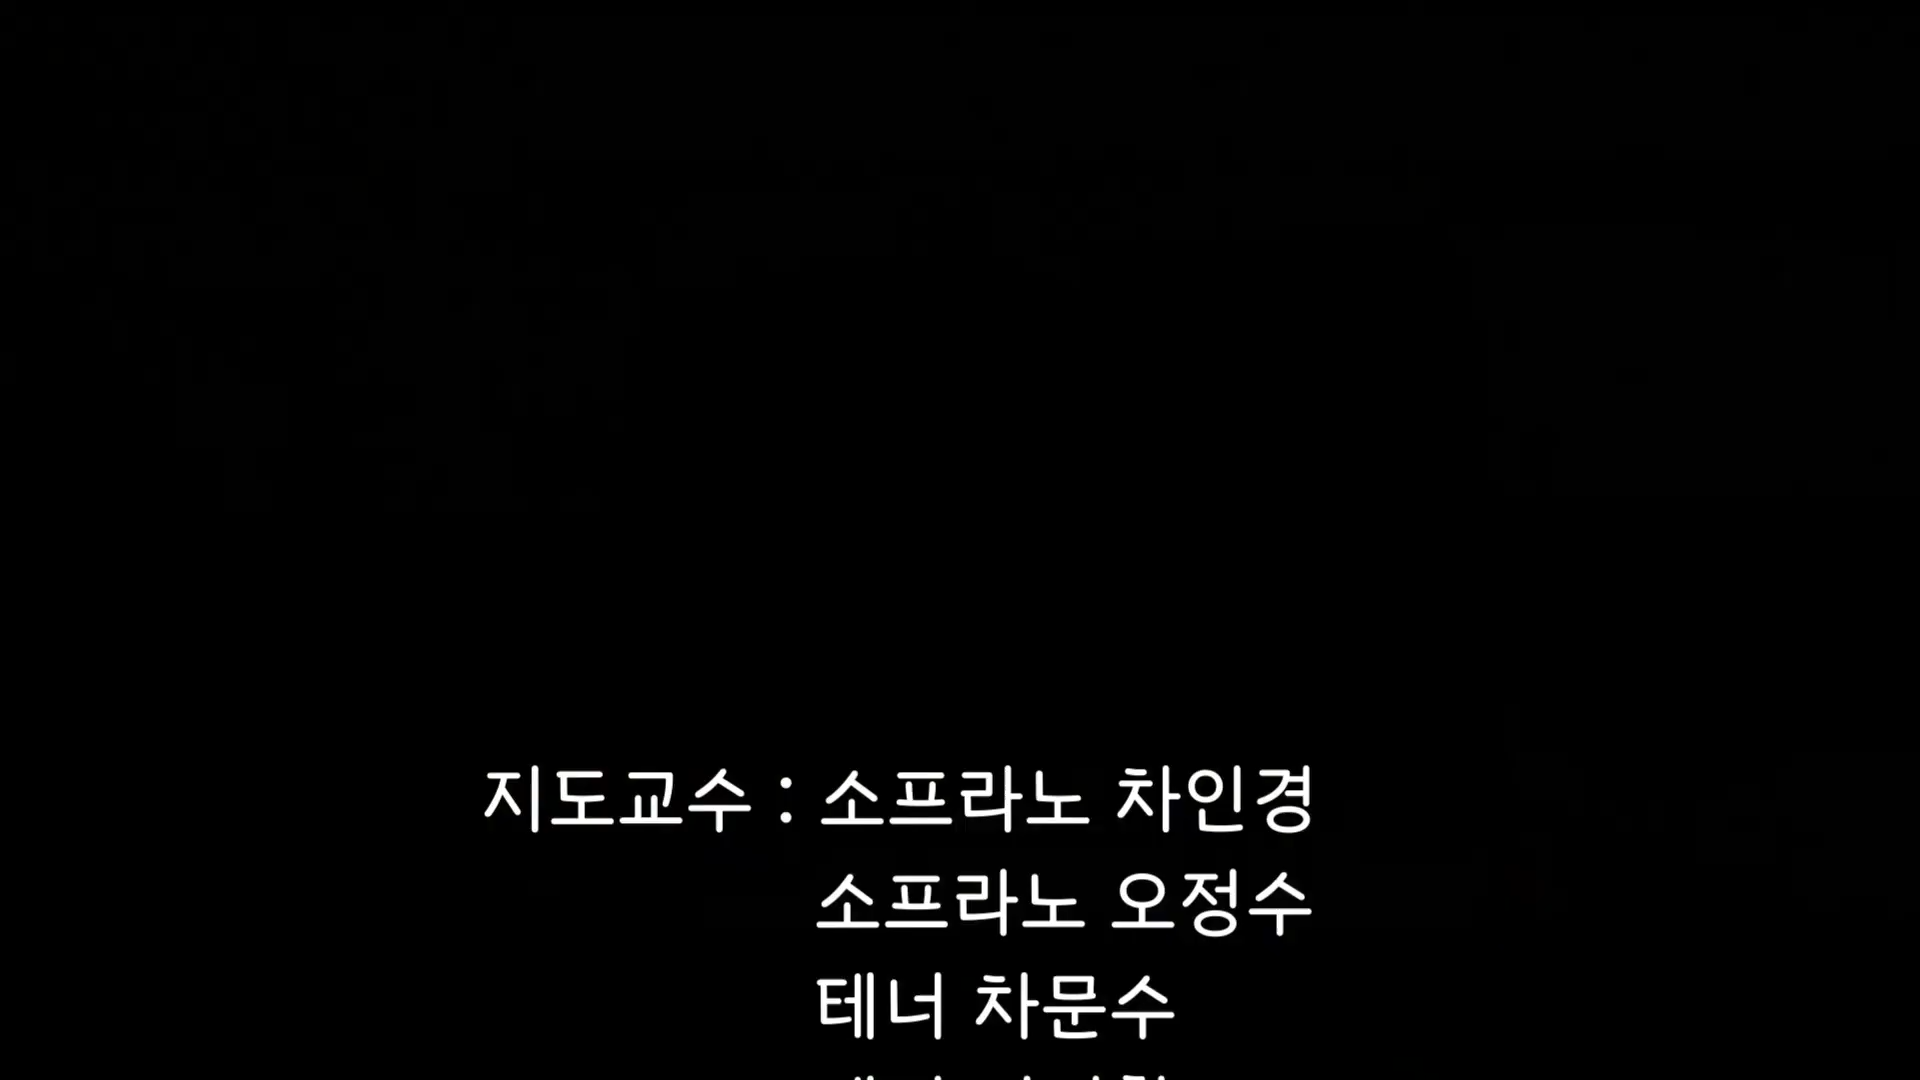 지도교수 : 소프라노 차인경
소프라노 오정수
테너 차문수